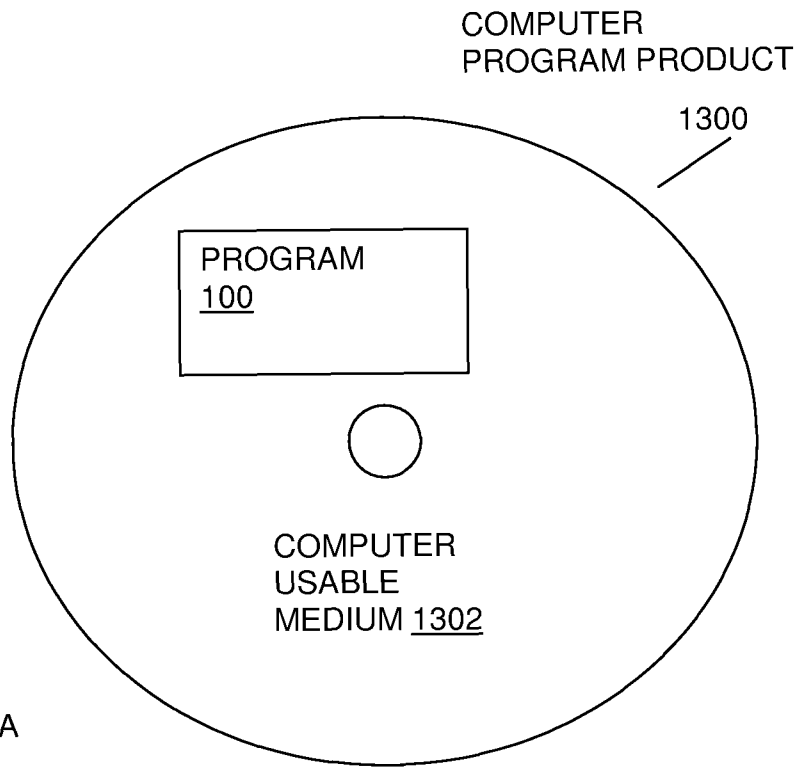 COMPUTER
PROGRAM PRODUCT
1300
PROGRAM
100
COMPUTER
USABLE
MEDIUM 1302
A